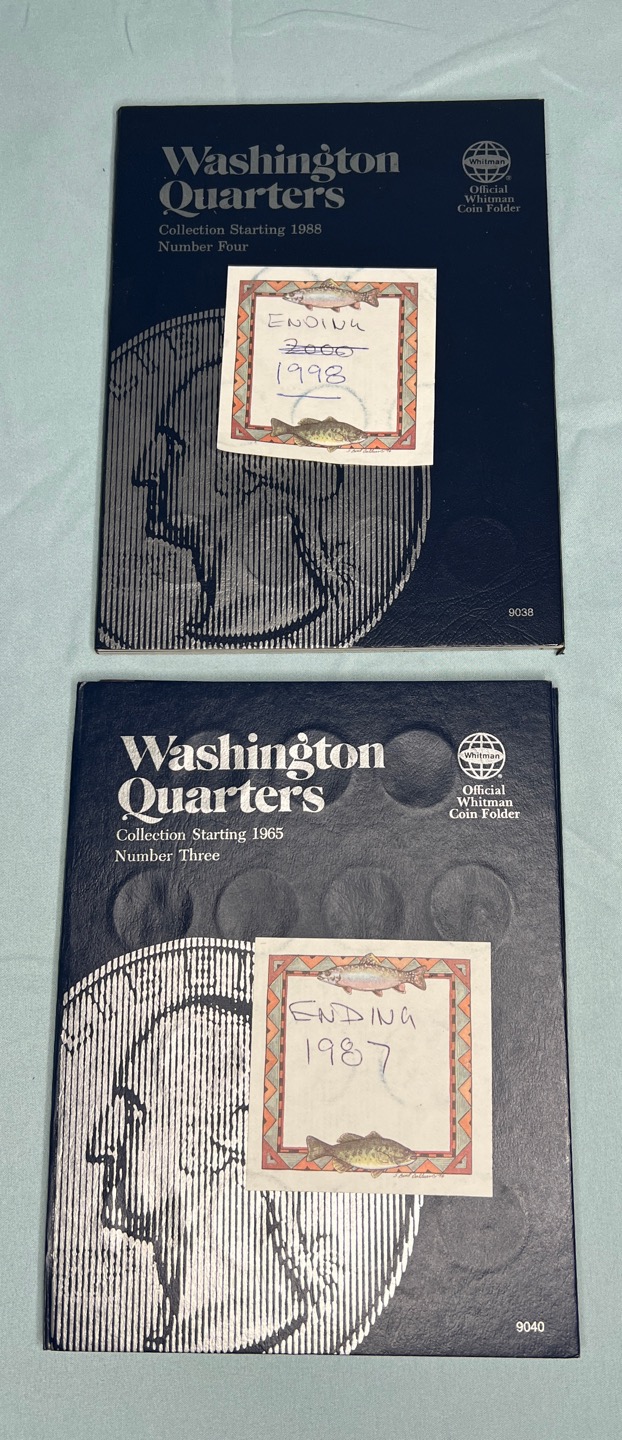 Washington
Quarters
Collection Starting 1988
Number Four
Whitman
®
Official
Whitman
Coin Folder
ENDING
2000
1998
9038
Washington
Quarters
Collection Starting 1965
Number Three
Whitman
Official
Whitman
Coin Folder
ENDING
1987
9040